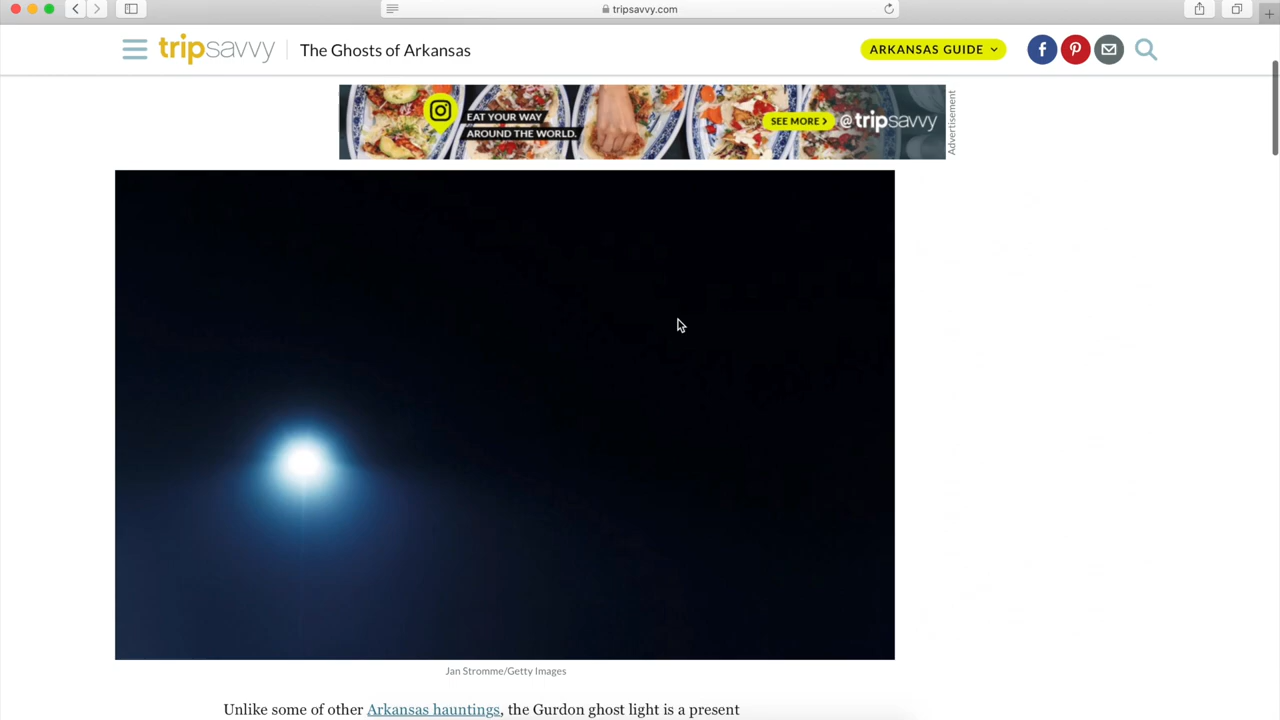 tripsavvy.com
tripsavvy
The Ghosts of Arkansas
ARKANSAS GUIDE
EAT YOUR WAY
AROUND THE WORLD.
SEE MORE >
@tripsavvy
Advertisement
Jan Stromme/Getty Images
Unlike some of other Arkansas hauntings, the Gurdon ghost light is a present